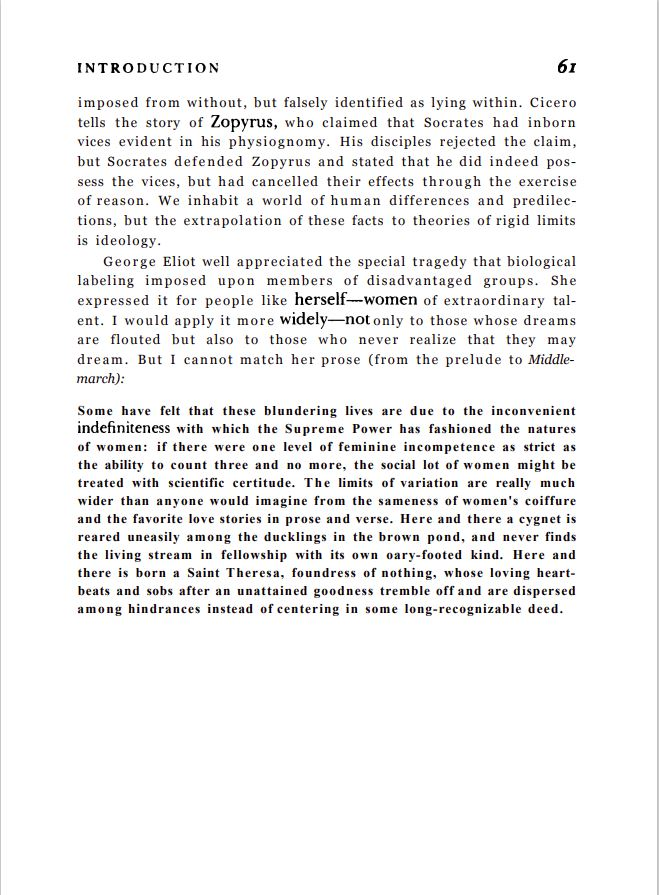 INTRODUCTION 61
imposed from without, but falsely identified as lying within. Cicero
tells the story of Zopyrus, who claimed that Socrates had inborn
vices evident in his physiognomy. His disciples rejected the claim,
but Socrates defended Zopyrus and stated that he did indeed pos-
sess the vices, but had cancelled their effects through the exercise
of reason. We inhabit a world of human differences and predilec-
tions, but the extrapolation of these facts to theories of rigid limits
is ideology.
George Eliot well appreciated the special tragedy that biological
labeling imposed upon members of disadvantaged groups. She
expressed it for people like herself—women of extraordinary tal-
ent. I would apply it more widely—not only to those whose dreams
are flouted but also to those who never realize that they may
dream. But I cannot match her prose (from the prelude to Middle-
march):
Some have felt that these blundering lives are due to the inconvenient
indefiniteness with which the Supreme Power has fashioned the natures
of women: if there were one level of feminine incompetence as strict as
the ability to count three and no more, the social lot of women might be
treated with scientific certitude. The limits of variation are really much
wider than anyone would imagine from the sameness of women's coiffure
and the favorite love stories in prose and verse. Here and there a cygnet is
reared uneasily among the ducklings in the brown pond, and never finds
the living stream in fellowship with its own oary-footed kind. Here and
there is born a Saint Theresa, foundress of nothing, whose loving heart-
beats and sobs after an unattained goodness tremble off and are dispersed
among hindrances instead of centering in some long-recognizable deed.